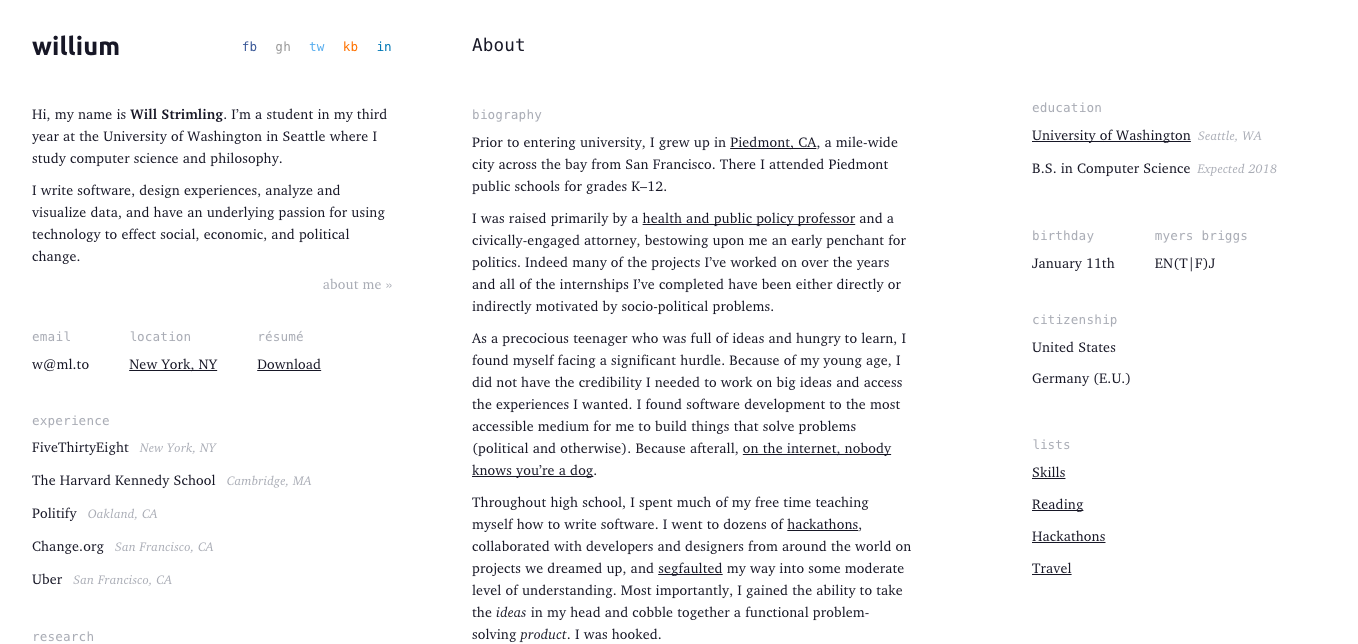 willium
fb gh tw kb in
Hi, my name is Will Strimling. I’m a student in my third
year at the University of Washington in Seattle where I
study computer science and philosophy.
I write software, design experiences, analyze and
visualize data, and have an underlying passion for using
technology to effect social, economic, and political
change.
about me »
email location résumé
w@ml.to New York, NY Download
experience
FiveThirtyEight New York, NY
The Harvard Kennedy School Cambridge, MA
Politify Oakland, CA
Change.org San Francisco, CA
Uber San Francisco, CA
research
About
biography
Prior to entering university, I grew up in Piedmont, CA, a mile-wide
city across the bay from San Francisco. There I attended Piedmont
public schools for grades K–12.
I was raised primarily by a health and public policy professor and a
civically-engaged attorney, bestowing upon me an early penchant for
politics. Indeed many of the projects I’ve worked on over the years
and all of the internships I’ve completed have been either directly or
indirectly motivated by socio-political problems.
As a precocious teenager who was full of ideas and hungry to learn, I
found myself facing a significant hurdle. Because of my young age, I
did not have the credibility I needed to work on big ideas and access
the experiences I wanted. I found software development to the most
accessible medium for me to build things that solve problems
(political and otherwise). Because afterall, on the internet, nobody
knows you’re a dog.
Throughout high school, I spent much of my free time teaching
myself how to write software. I went to dozens of hackathons,
collaborated with developers and designers from around the world on
projects we dreamed up, and segfaulted my way into some moderate
level of understanding. Most importantly, I gained the ability to take
the ideas in my head and cobble together a functional problem-
solving product. I was hooked.
education
University of Washington Seattle, WA
B.S. in Computer Science Expected 2018
birthday myers briggs
January 11th EN(T|F)J
citizenship
United States
Germany (E.U.)
lists
Skills
Reading
Hackathons
Travel